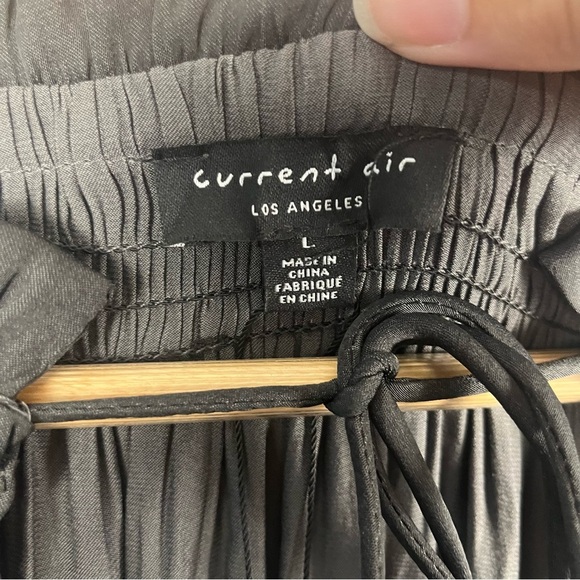 current air
LOS ANGELES
L
MADE IN
CHINA
FABRIQUÉ
EN CHINE